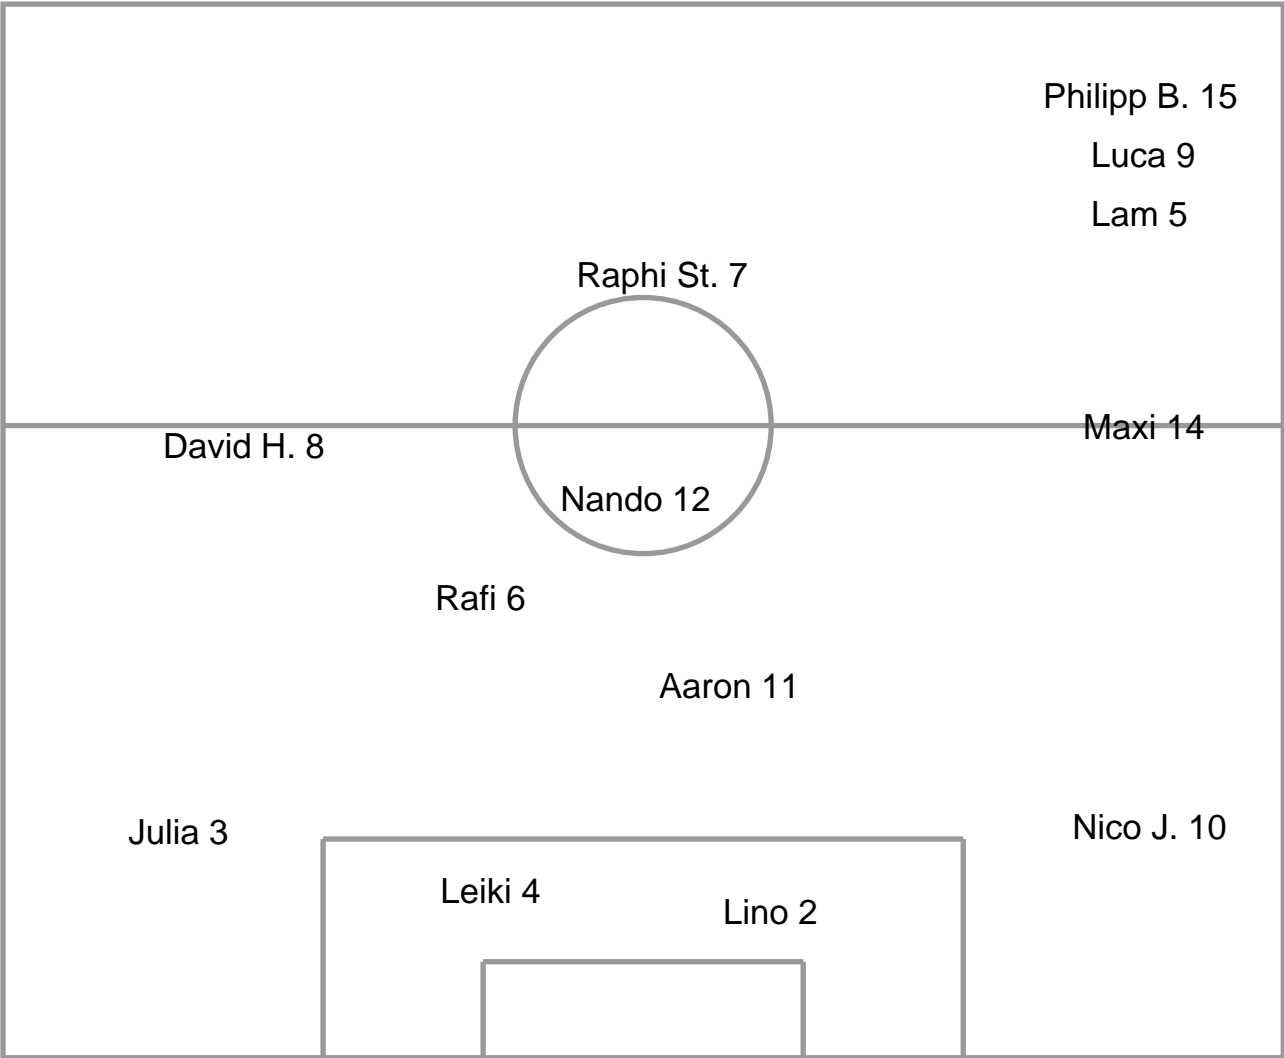 Philipp B. 15
Luca 9
Lam 5
Raphi St. 7
Maxi 14
David H. 8
Nando 12
Rafi 6
Aaron 11
Julia 3
Nico J. 10
Leiki 4
Lino 2